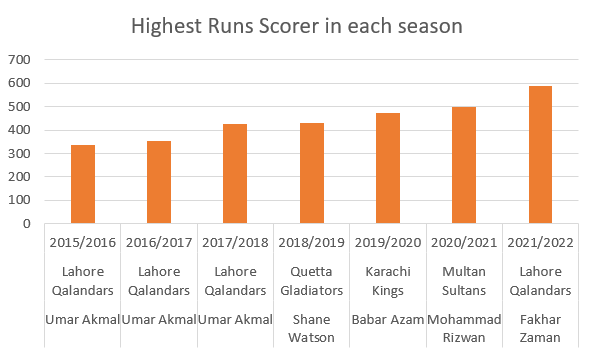 Highest Runs Scorer in each season
700
600
500
400
300
200
100
0
2015/2016 2016/2017 2017/2018 2018/2019 2019/2020 2020/2021 2021/2022
Lahore Lahore Lahore Quetta Karachi Multan Lahore
Qalandars Qalandars Qalandars Gladiators Kings Sultans Qalandars
Umar Akmal Umar Akmal Umar Akmal Shane Babar Azam Mohammad Fakhar
Watson Rizwan Zaman